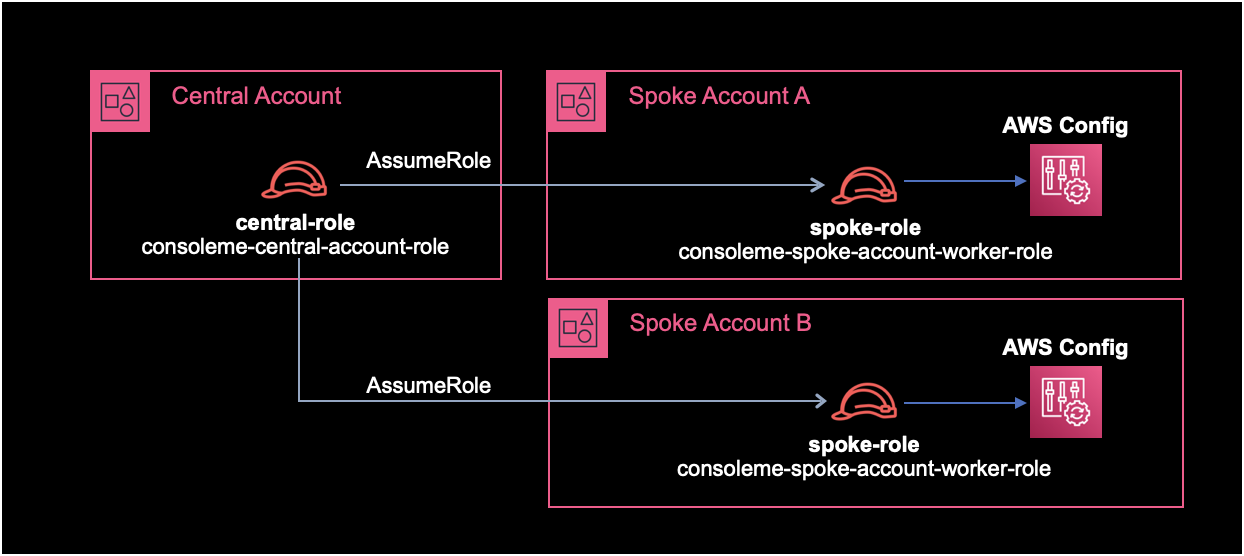 Central Account
AssumeRole
central-role
consoleme-central-account-role
Spoke Account A
AWS Config
spoke-role
consoleme-spoke-account-worker-role
Spoke Account B
AWS Config
AssumeRole
spoke-role
consoleme-spoke-account-worker-role